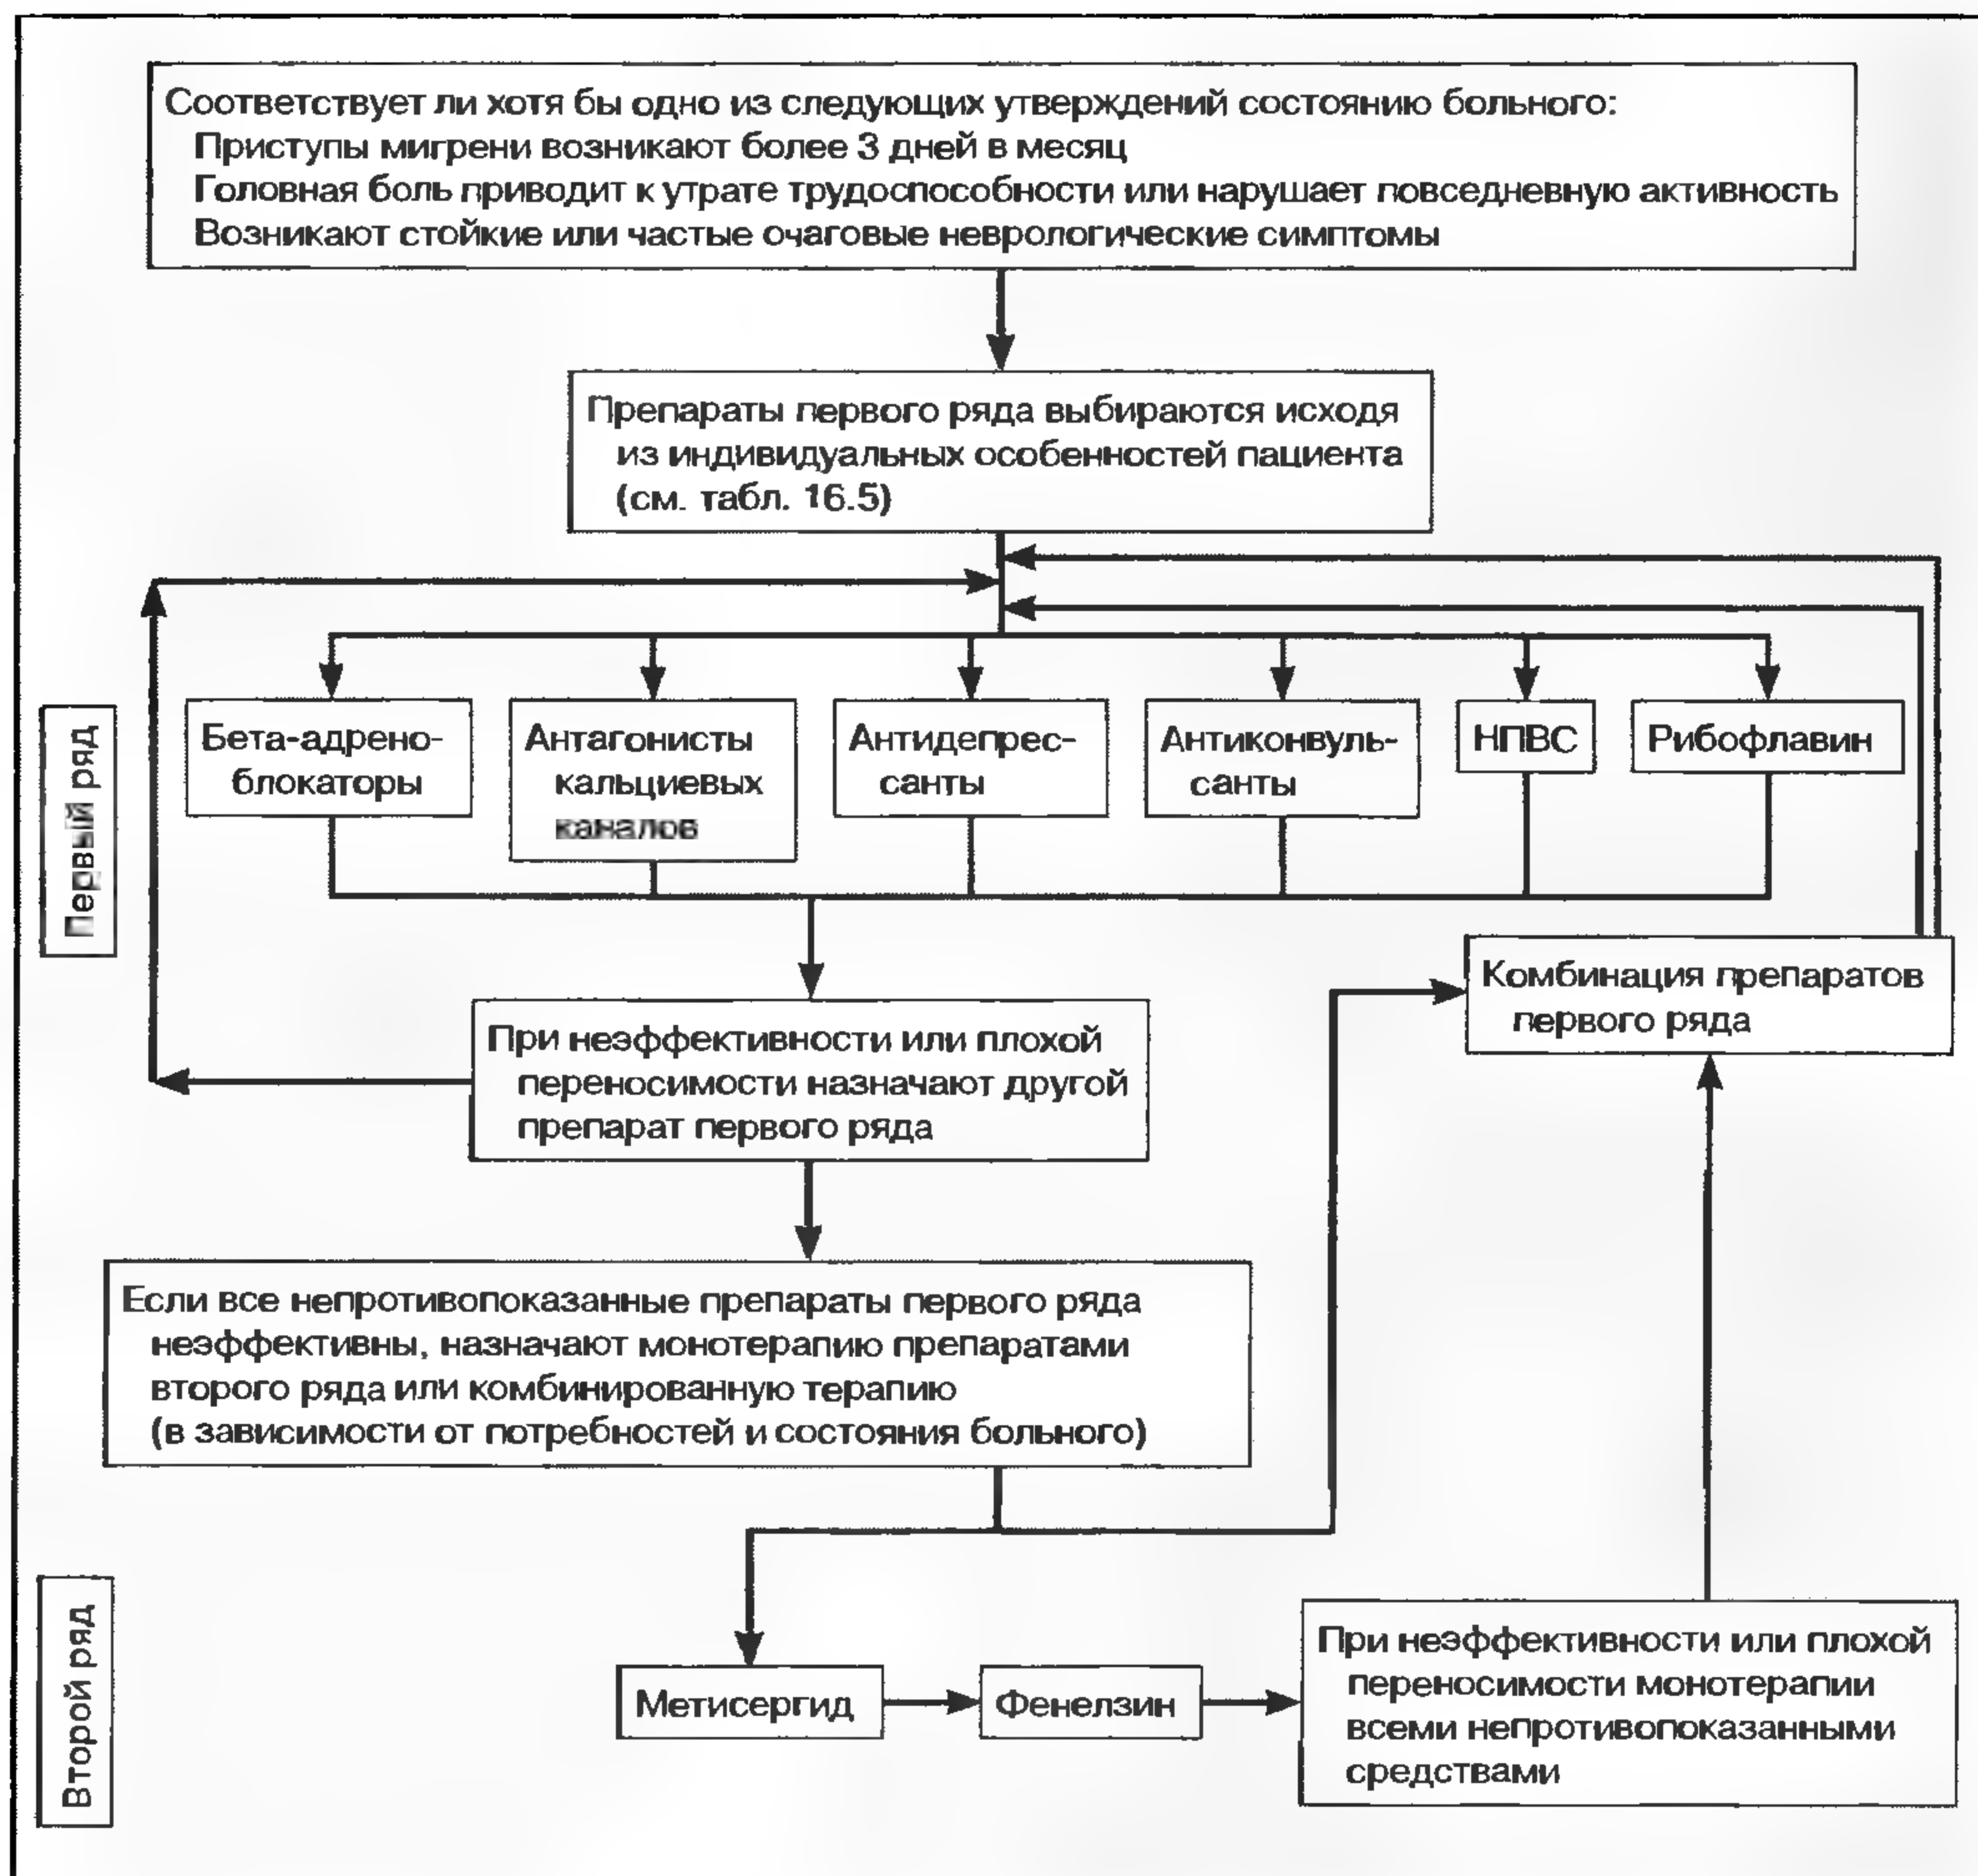 Соответствует ли хотя бы одно из следующих утверждений состоянию больного:
Приступы мигрени возникают более 3 дней в месяц
Головная боль приводит к утрате трудоспособности или нарушает повседневную активность
Возникают стойкие или частые очаговые неврологические симптомы
Препараты первого ряда выбираются исходя
из индивидуальных особенностей пациента
(см. табл. 16.5)
Первый ряд
Бета-адрено-
блокаторы
Антагонисты
кальциевых
каналов
Антидепрес-
санты
Антиконвуль-
санты
НПВС
Рибофлавин
Комбинация препаратов
первого ряда
При неэффективности или плохой
переносимости назначают другой
препарат первого ряда
Если все непротивопоказанные препараты первого ряда
неэффективны, назначают монотерапию препаратами
второго ряда или комбинированную терапию
(в зависимости от потребностей и состояния больного)
Второй ряд
Метисергид
Фенелзин
При неэффективности или плохой
переносимости монотерапии
всеми непротивопоказанными
средствами